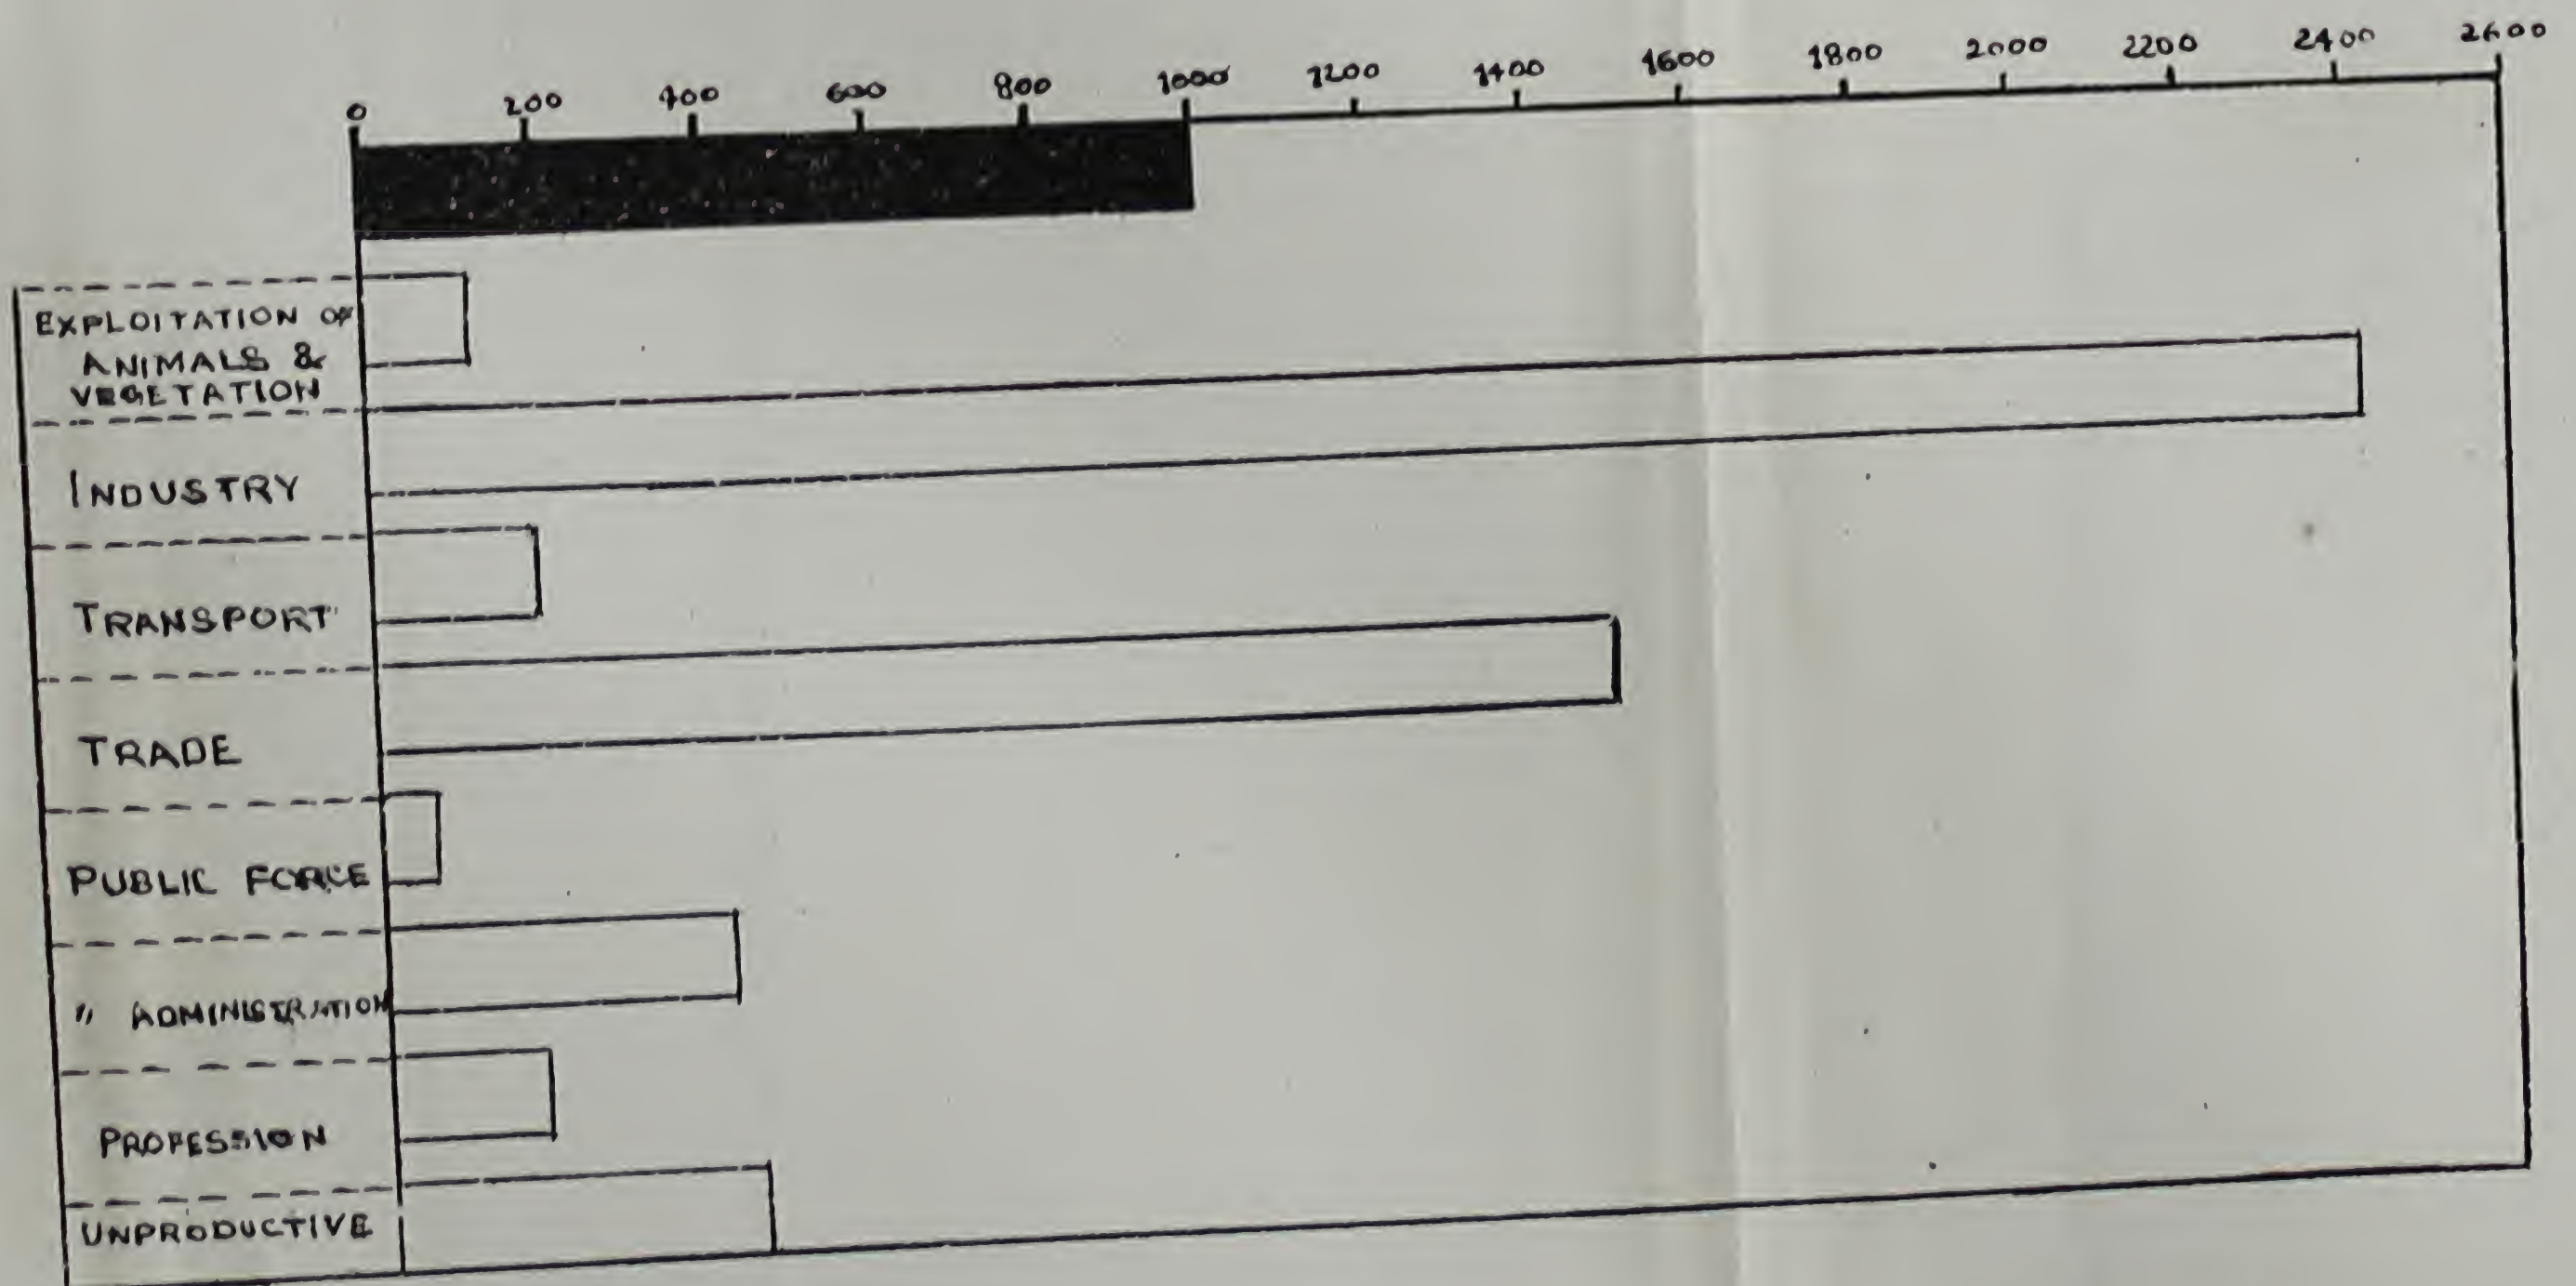 0 200 400 600 800 1000 1200 1400 1600 1800 2000 2200 2400 2600
EXPLOITATION OF
ANIMALS &
VEGETATION
INDUSTRY
TRANSPORT
TRADE
PUBLIC FORCE
" ADMINISTRATION
PROFESSION
UNPRODUCTIVE